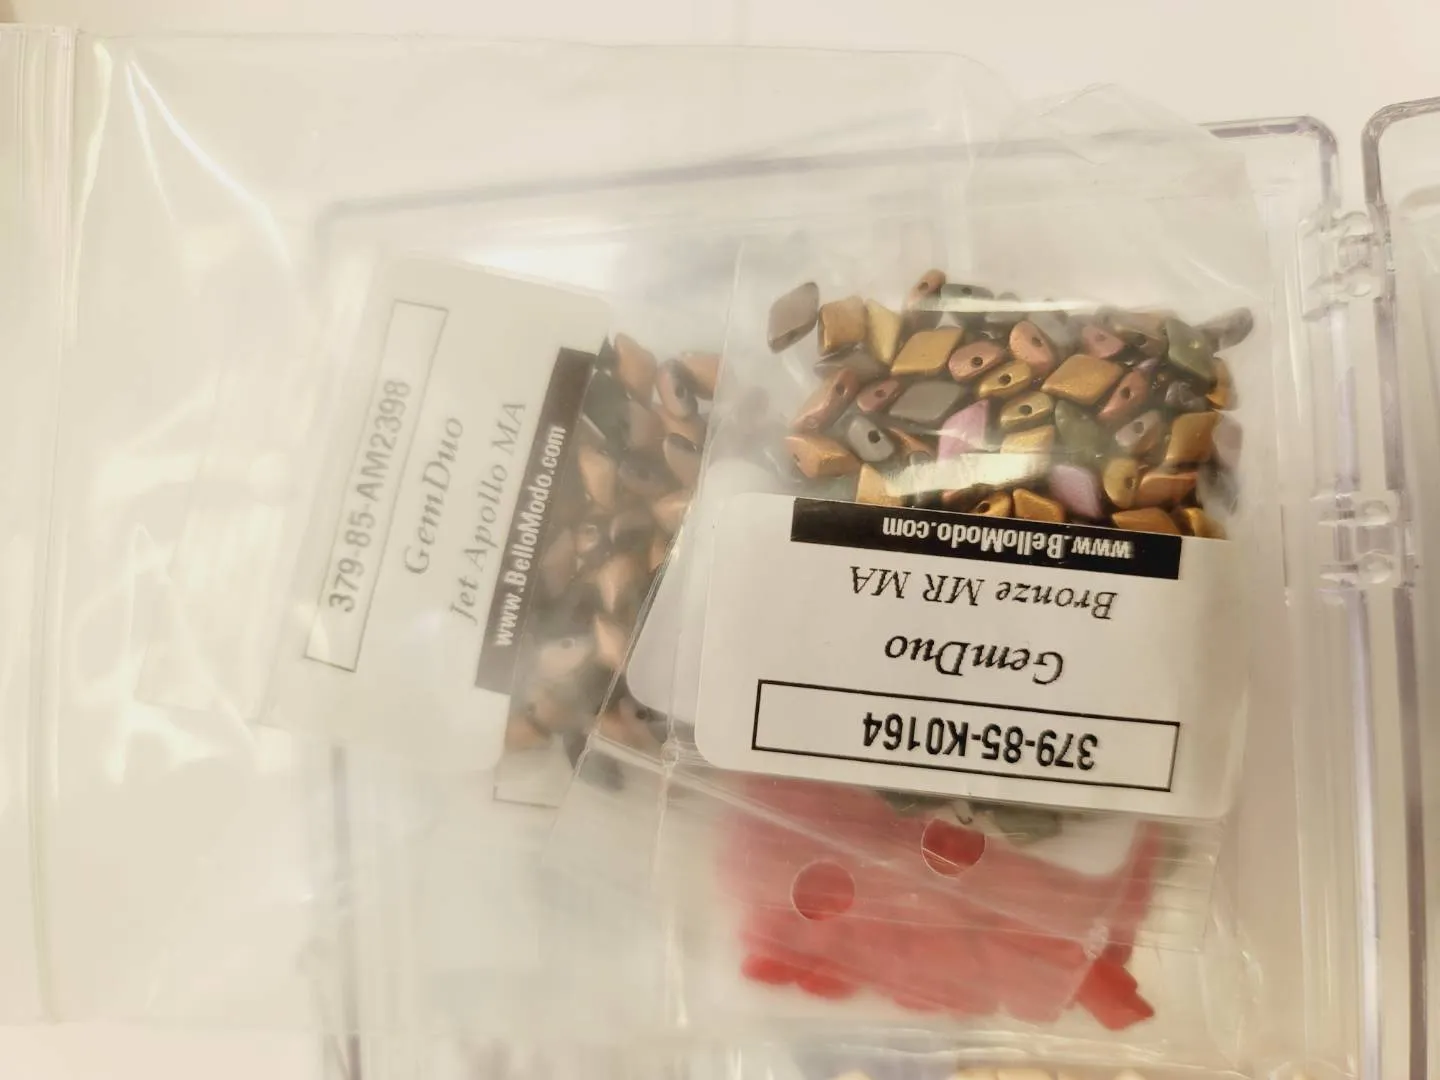 379-85-AM2398
GemDuo
Jet Apollo MA
www.BelloModo.com
379-85-K0164
GemDuo
Bronze MR MA
www.BelloModo.com